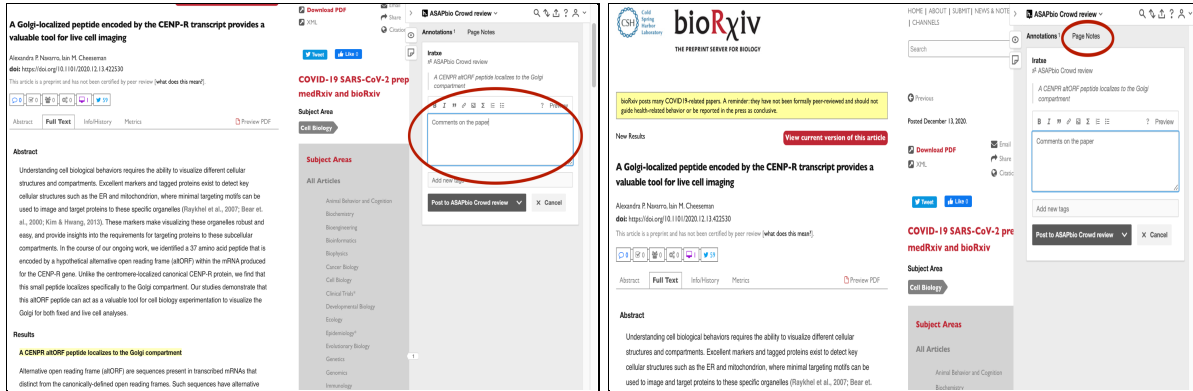 A Golgi-localized peptide encoded by the CENP-R transcript provides a
valuable tool for live cell imaging
Alexandra P. Navarro, Iain M. Cheeseman
doi: https://doi.org/10.1101/2020.12.13.422530
This article is a preprint and has not been certified by peer review [what does this mean?].
Abstract Full Text Info/History Metrics Preview PDF
Abstract
Understanding cell biological behaviors requires the ability to visualize different cellular
structures and compartments. Excellent markers and tagged proteins exist to detect key
cellular structures such as the ER and mitochondrion, where minimal targeting motifs can be
used to image and target proteins to these specific organelles (Raykhel et al., 2007; Bear et.
al., 2000; Kim & Hwang, 2013). These markers make visualizing these organelles robust and
easy, and provide insights into the requirements for targeting proteins to these subcellular
compartments. In the course of our ongoing work, we identified a 37 amino acid peptide that is
encoded by a hypothetical alternative open reading frame (altORF) within the mRNA produced
for the CENP-R gene. Unlike the centromere-localized canonical CENP-R protein, we find that
this small peptide localizes specifically to the Golgi compartment. Our studies demonstrate that
this altORF peptide can act as a valuable tool for cell biology experimentation to visualize the
Golgi for both fixed and live cell analyses.
Results
A CENPR altORF peptide localizes to the Golgi compartment
Alternative open reading frame (altORF) are sequences present in transcribed mRNAs that
distinct from the canonically-defined open reading frames. Such sequences have alternative
Download PDF
Email
XML
Share
Tweet Like 0
COVID-19 SARS-CoV-2 prep
medRxiv and bioRxiv
Subject Area
Cell Biology
Subject Areas
All Articles
Animal Behavior and Cognition
Biochemistry
Bioengineering
Bioinformatics
Biophysics
Cancer Biology
Cell Biology
Clinical Trials*
Developmental Biology
Ecology
Epidemiology*
Evolutionary Biology
Genetics
Genomics
Immunology
ASAPbio Crowd review
Annotations 1 Page Notes
Iratxe
ASAPbio Crowd review
A CENPR altORF peptide localizes to the Golgi
compartment
? Preview
Comments on the paper
Add new tags
Post to ASAPbio Crowd review X Cancel
CSH Cold
Spring
Harbor
Laboratory
bioRxiv
THE PREPRINT SERVER FOR BIOLOGY
HOME | ABOUT | SUBMIT| NEWS & NOTE
| CHANNELS
Search
bioRxiv posts many COVID19-related papers. A reminder: they have not been formally peer-reviewed and should not
guide health-related behavior or be reported in the press as conclusive.
New Results
View current version of this article
A Golgi-localized peptide encoded by the CENP-R transcript provides a
valuable tool for live cell imaging
Alexandra P. Navarro, Iain M. Cheeseman
doi: https://doi.org/10.1101/2020.12.13.422530
This article is a preprint and has not been certified by peer review [what does this mean?].
Abstract Full Text Info/History Metrics Preview PDF
Abstract
Understanding cell biological behaviors requires the ability to visualize different cellular
structures and compartments. Excellent markers and tagged proteins exist to detect key
cellular structures such as the ER and mitochondrion, where minimal targeting motifs can be
used to image and target proteins to these specific organelles (Raykhel et al., 2007; Bear et.
Previous
Posted December 13, 2020.
Download PDF
Email
XML
Share
Tweet Like 0
COVID-19 SARS-CoV-2 pre
medRxiv and bioRxiv
Subject Area
Cell Biology
Subject Areas
All Articles
Animal Behavior and Cognition
Biochemistry
ASAPbio Crowd review
Annotations 1 Page Notes
Iratxe
ASAPbio Crowd review
A CENPR altORF peptide localizes to the Golgi
compartment
B I ? Preview
Comments on the paper
Add new tags
Post to ASAPbio Crowd review X Cancel